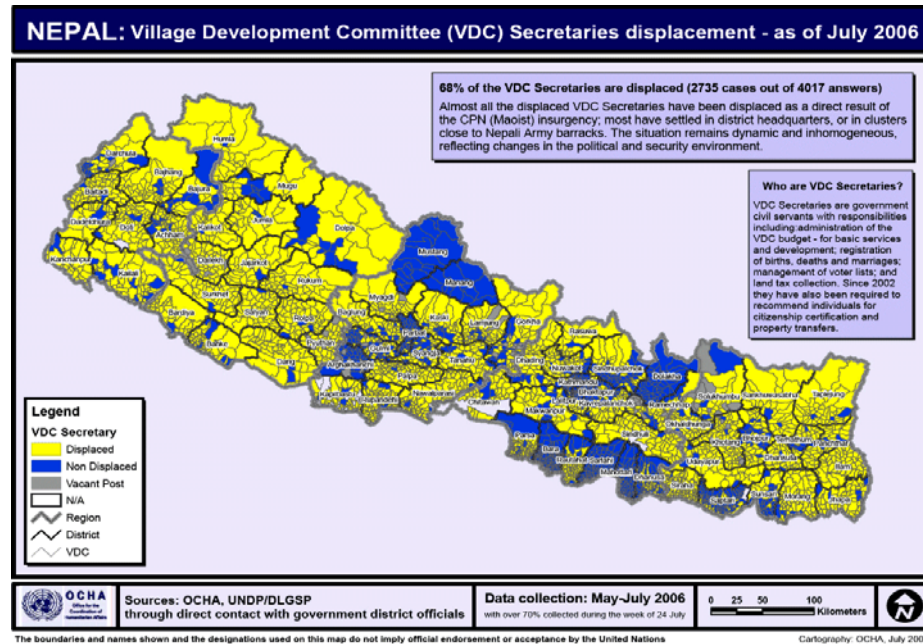 NEPAL: Village Development Committee (VDC) Secretaries displacement - as of July 2006
68% of the VDC Secretaries are displaced (2735 cases out of 4017 answers)
Almost all the displaced VDC Secretaries have been displaced as a direct result
of the CPN (Maoist) insurgency; most have settled in district headquarters, or in clusters
close to Nepali Army barracks. The situation remains dynamic and inhomogeneous,
reflecting changes in the political and security environment.
Who are VDC Secretaries?
VDC Secretaries are government
civil servants with responsibilities
including:administration of the
VDC budget - for basic services
and development; registration
of births, deaths and marriages;
management of voter lists; and
land tax collection. Since 2002
they have also been required to
recommend individuals for
citizenship certification and
property transfers.
Humla
Darchula
Bajhang
Bajura
Mugu
Baitadi
Dadeldhura
Doti
Achham
Kalikot
Jumla
Dolpa
Kanchanpur
Kailali
Dailekh
Jajarkot
Mustang
Manang
Surkhet
Rukum
Bardiya
Salyan
Rolpa
Myagdi
Baglung
Kaski
Lamjung
Gorkha
Rasuwa
Banke
Dang
Pyuthan
Gulmi
Parbat
Syangja
Tanahu
Dhading
Nuwakot
Sindhupalchok
Dolakha
Arghakhanchi
Palpa
Kathmandu
Bhaktapur
Kapilbastu
Rupandehi
Nawalparasi
Chitawan
Makwanpur
Lalitpur
Ramechhap
Solukhumbu
Sankhuwasabha
Taplejung
Okhaldhunga
Sindhuli
Khotang
Bhojpur
Terhathum
Panchthar
Parsa
Bara
Rautahat
Sarlahi
Mahottari
Dhanusa
Siraha
Udayapur
Dhankuta
Ilam
Saptari
Sunsari
Morang
Jhapa
Legend
VDC Secretary
Displaced
Non Displaced
Vacant Post
N/A
Region
District
VDC
OCHA
Sources: OCHA, UNDP/DLGSP
through direct contact with government district officials
Data collection: May-July 2006
with over 70% collected during the week of 24 July
0 25 50 100
Kilometers
N
The boundaries and names shown and the designations used on this map do not imply official endorsement or acceptance by the United Nations
Cartography: OCHA, July 200